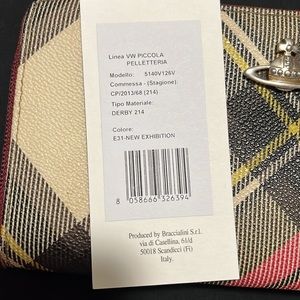 Linea VW PICCOLA
PELLETTERIA
Modello: 5140V126V
Commessa - (Stagione):
CP/2013/68 (214)
Tipo Materiale:
DERBY 214
Colore:
E31-NEW EXHIBITION
8 058666 326394
Produced by Braccialini S.r.l.
via di Casellina, 61/d
50018 Scandicci (Fi)
Italy.